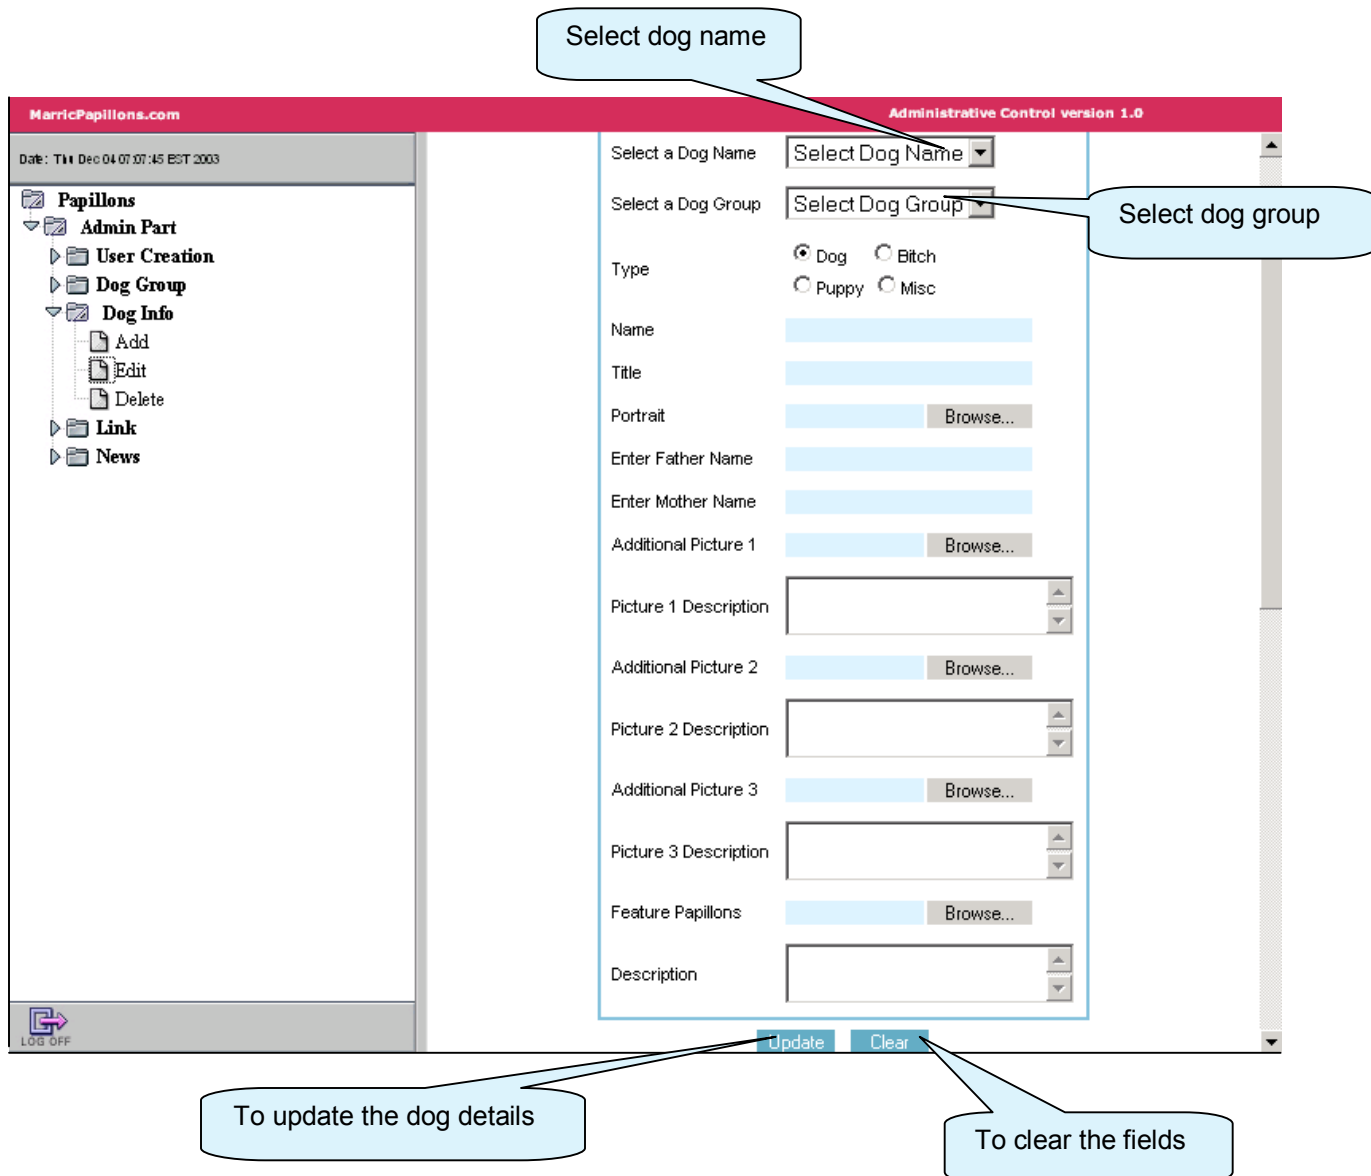 Select dog name
MarricPapillons.com
Administrative Control version 1.0
Date: Thu Dec 04 07:07:45 EST 2003
Papillons
Admin Part
User Creation
Dog Group
Dog Info
Add
Edit
Delete
Link
News
LOG OFF
Select a Dog Name Select Dog Name
Select a Dog Group Select Dog Group
Select dog group
Type Dog Bitch
Puppy Misc
Name
Title
Portrait Browse...
Enter Father Name
Enter Mother Name
Additional Picture 1 Browse...
Picture 1 Description
Additional Picture 2 Browse...
Picture 2 Description
Additional Picture 3 Browse...
Picture 3 Description
Feature Papillons Browse...
Description
Update Clear
To update the dog details
To clear the fields